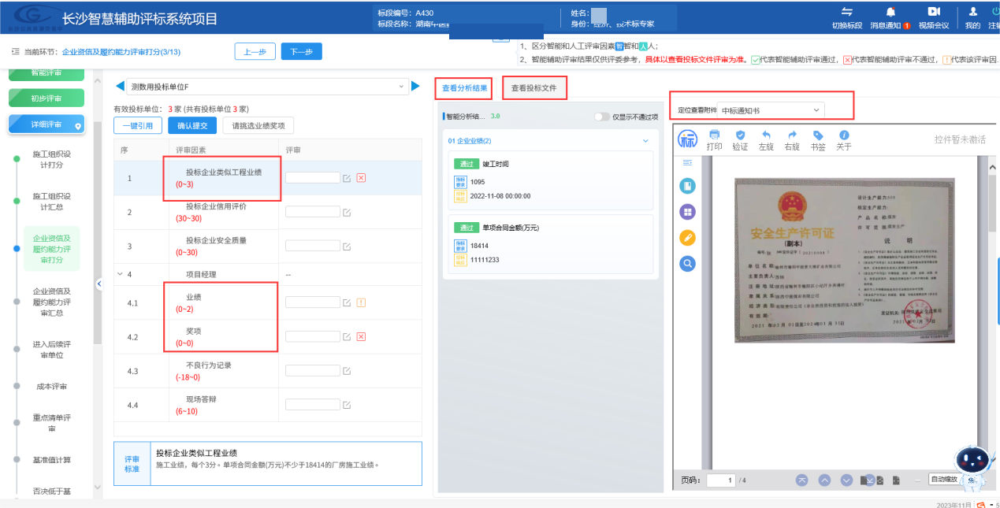 长沙智慧辅助评标系统项目
标段编号：A430
标段名称：湖南
姓名：
身份：
术标专家
切换标段
消息通知 1
视频会议
我的
当前环节：企业资信及履约能力评审打分(3/13)
上一步
下一步
1、区分智能和人工评审因素智智和人人；
2、智能辅助评审结果仅供评委参考，具体以查看投标文件评审为准。代表智能辅助评审通过，代表智能辅助评审不通过，代表该评审因
智能评审
初步评审
详细评审
施工组织设计打分
施工组织设计汇总
企业资信及履约能力评审打分
企业资信及履约能力评审汇总
进入后续评审单位
成本评审
重点清单评审
基准值计算
否决低于基
测数用投标单位F
有效投标单位：3 家 (共有投标单位 3 家)
一键引用
确认提交
请挑选业绩奖项
序
评审因素
评审
1
投标企业类似工程业绩
(0~3)
2
投标企业信用评价
(30~30)
3
投标企业安全质量
(0~30)
4
项目经理
--
4.1
业绩
(0~2)
4.2
奖项
(0~0)
4.3
不良行为记录
(-18~0)
4.4
现场答辩
(6~10)
评审标准
投标企业类似工程业绩
施工业绩，每个3分。单项合同金额(万元)不少于18414的厂房施工业绩。
查看分析结果
查看投标文件
智能分析结... 3.0
仅显示不通过项
01 企业业绩(2)
通过 竣工时间
指标要求 1095
2022-11-08 00:00:00
通过 单项合同金额(万元)
指标要求 18414
11111233
定位查看附件
中标通知书
标
打印
验证
左旋
右旋
书签
关于
控件暂未激活
安全生产许可证
(副本)
说 明
页码：
1 /4
自动缩放
2023年11月